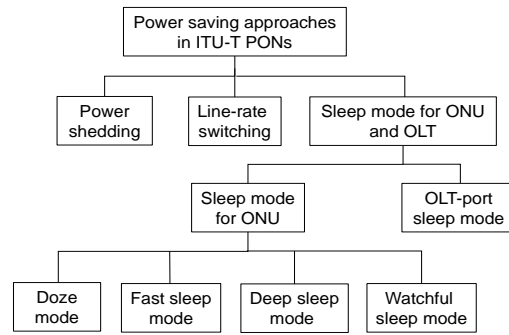 Power saving approaches
in ITU-T PONs
Power
shedding
Line-rate
switching
Sleep mode for ONU
and OLT
Sleep mode
for ONU
OLT-port
sleep mode
Doze
mode
Fast sleep
mode
Deep sleep
mode
Watchful
sleep mode